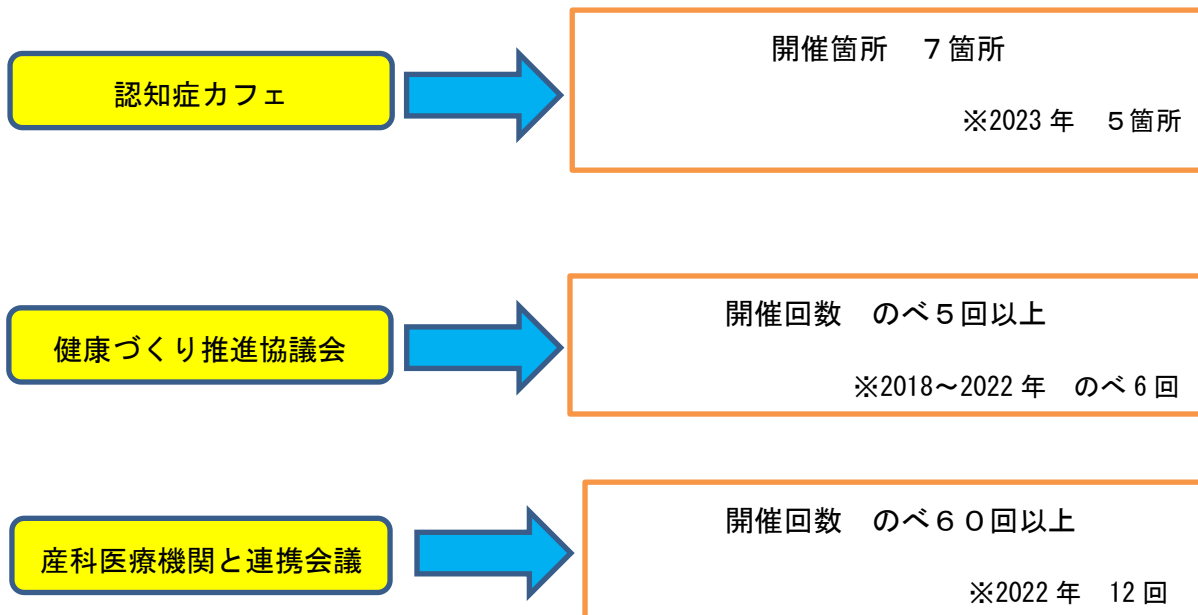 認知症カフェ
開催箇所　７箇所
※2023 年　５箇所
健康づくり推進協議会
開催回数　のべ５回以上
※2018～2022 年　のべ 6 回
産科医療機関と連携会議
開催回数　のべ６０回以上
※2022 年　12 回